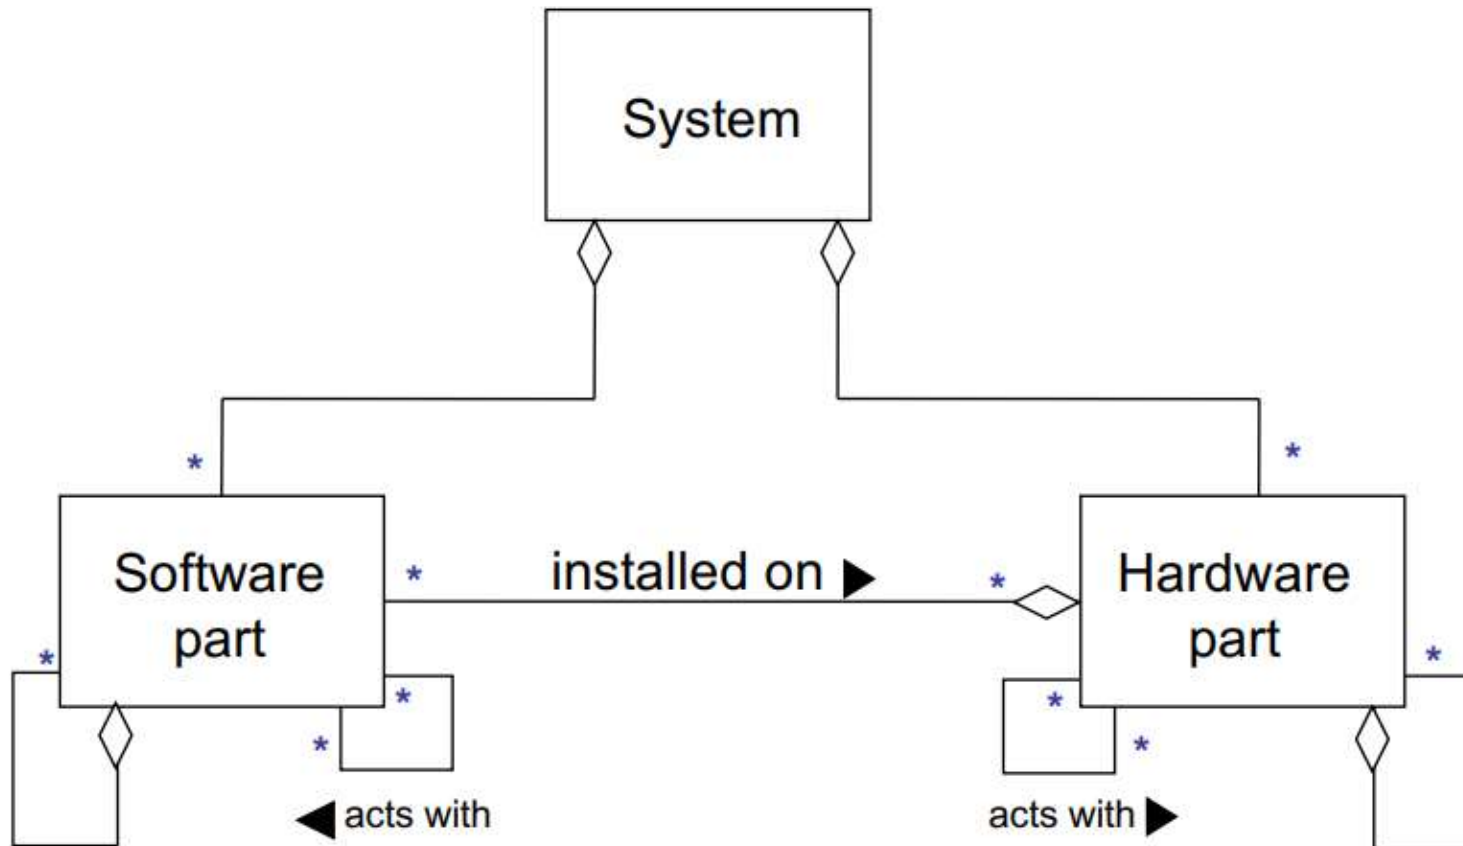 System
*
*
Software
part
*
installed on ▶
*
Hardware
part
*
*
*
*
*
*
◀ acts with
acts with ▶